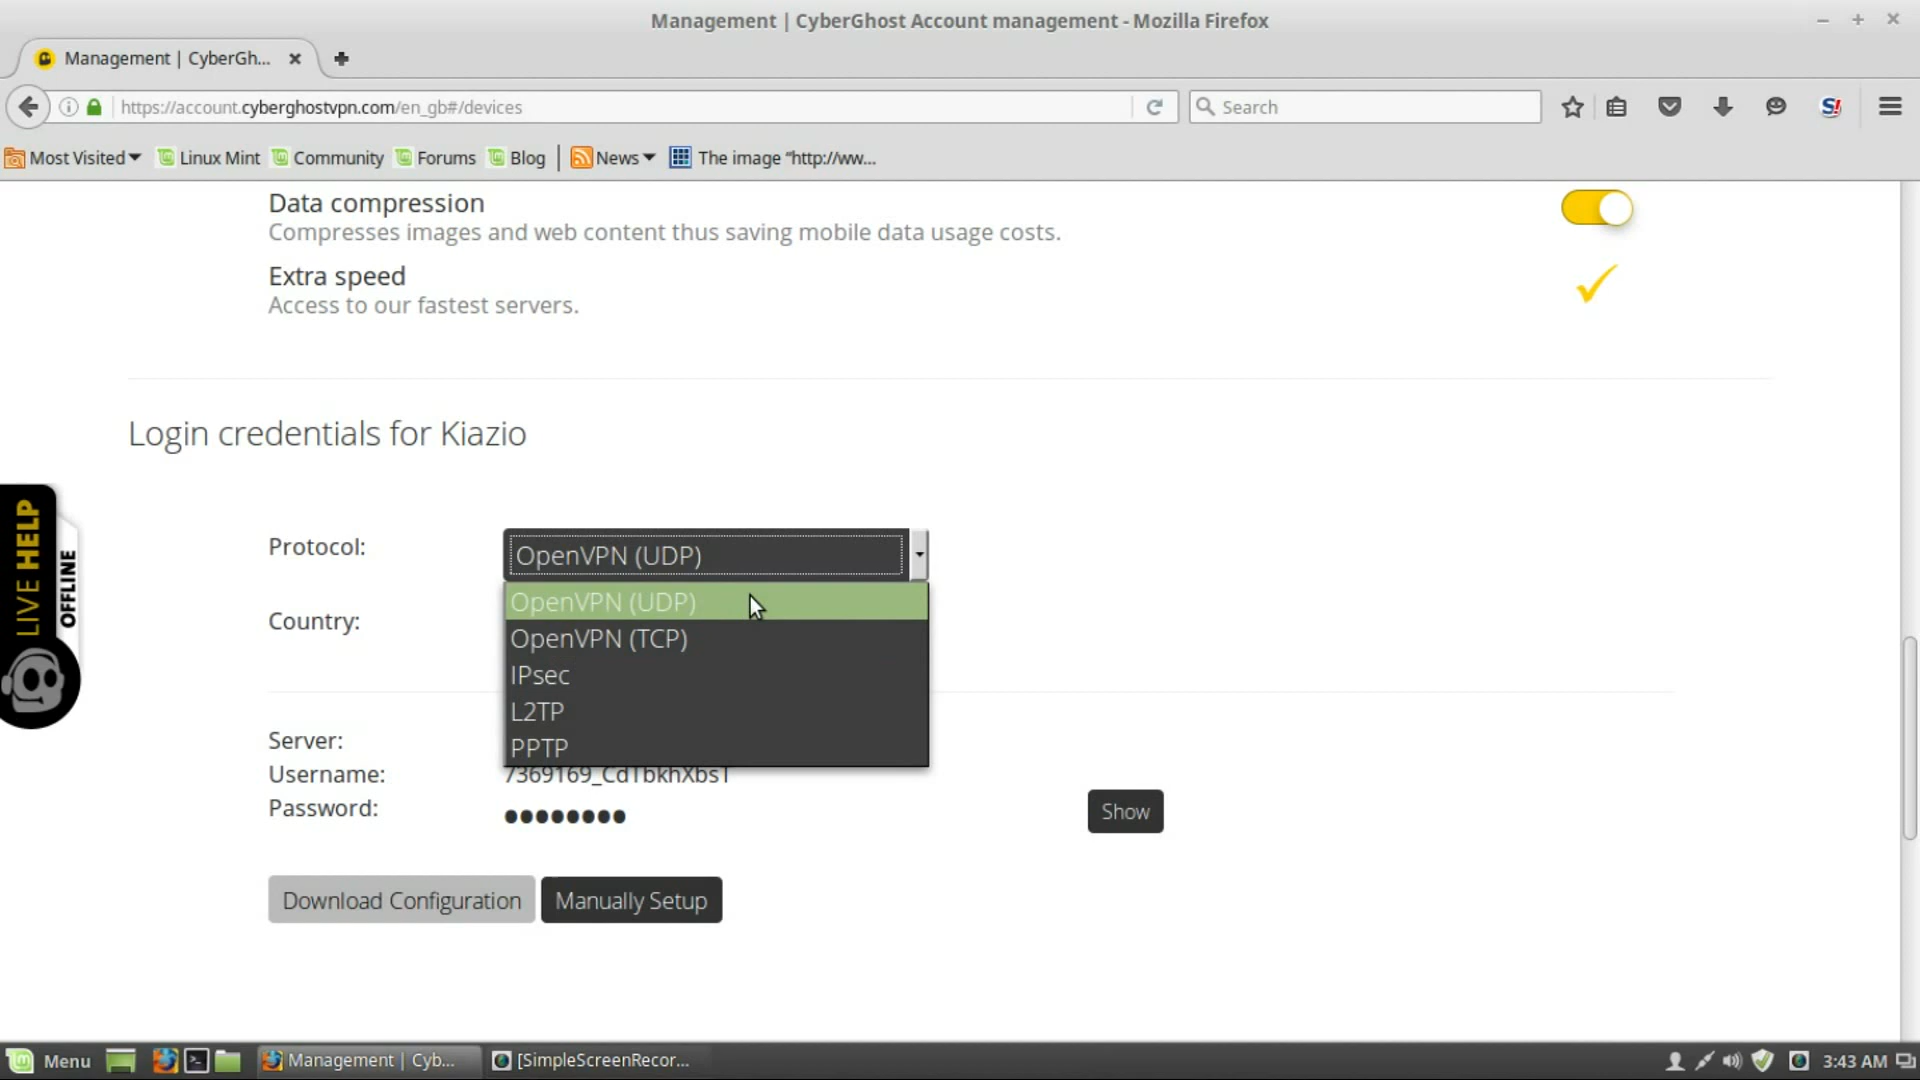 Management | CyberGhost Account management - Mozilla Firefox
Management | CyberGh...
https://account.cyberghostvpn.com/en_gb#/devices
Search
S!
Most Visited
Linux Mint
Community
Forums
Blog
News
The image "http://ww...
Data compression
Compresses images and web content thus saving mobile data usage costs.
Extra speed
Access to our fastest servers.
Login credentials for Kiazio
LIVE HELP
OFFLINE
Protocol:
OpenVPN (UDP)
OpenVPN (UDP)
Country:
OpenVPN (TCP)
IPsec
L2TP
PPTP
Server:
Username:
7369169_CdTbkhXbsT
Password:
Show
Download Configuration
Manually Setup
Menu
Management | Cyb...
[SimpleScreenRecor...
3:43 AM